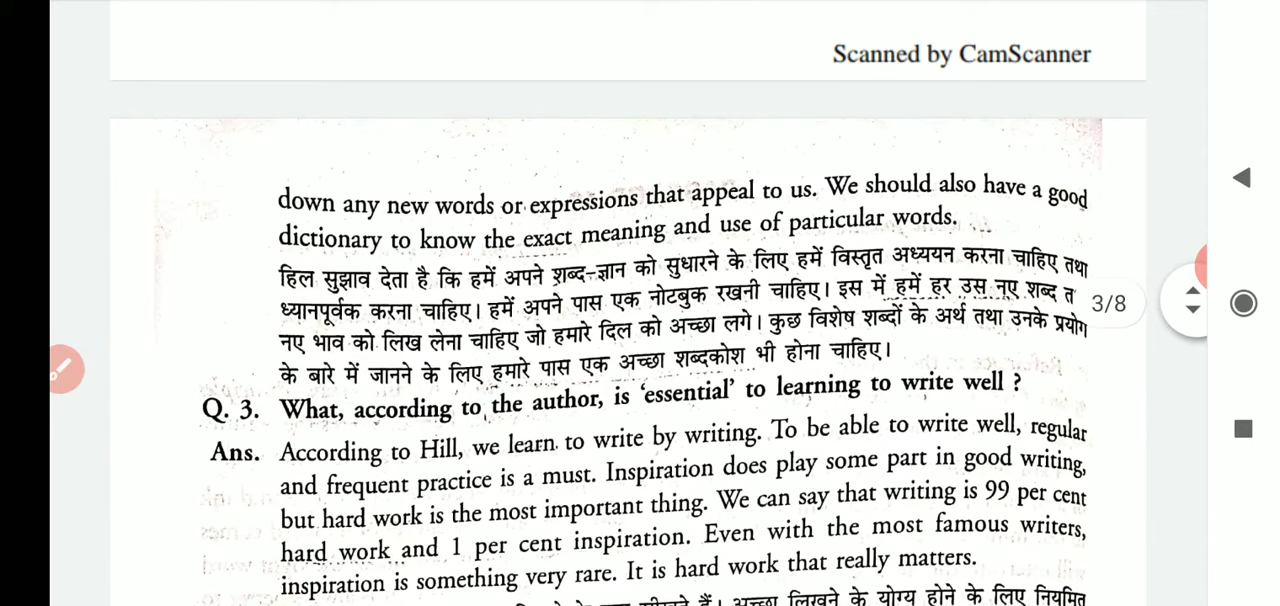 Scanned by CamScanner
down any new words or expressions that appeal to us. We should also have a good
dictionary to know the exact meaning and use of particular words.
हिल सुझाव देता है कि हमें अपने शब्द-ज्ञान को सुधारने के लिए हमें विस्तृत अध्ययन करना चाहिए तथा
ध्यानपूर्वक करना चाहिए। हमें अपने पास एक नोटबुक रखनी चाहिए। इस में हमें हर उस नए शब्द त
नए भाव को लिख लेना चाहिए जो हमारे दिल को अच्छा लगे। कुछ विशेष शब्दों के अर्थ तथा उनके प्रयोग
के बारे में जानने के लिए हमारे पास एक अच्छा शब्दकोश भी होना चाहिए।
3/8
Q. 3. What, according to the author, is 'essential' to learning to write well ?
Ans. According to Hill, we learn to write by writing. To be able to write well, regular
and frequent practice is a must. Inspiration does play some part in good writing,
but hard work is the most important thing. We can say that writing is 99 per cent
hard work and 1 per cent inspiration. Even with the most famous writers,
inspiration is something very rare. It is hard work that really matters.
हैं। अच्छा लिखने के योग्य होने के लिए नियमित